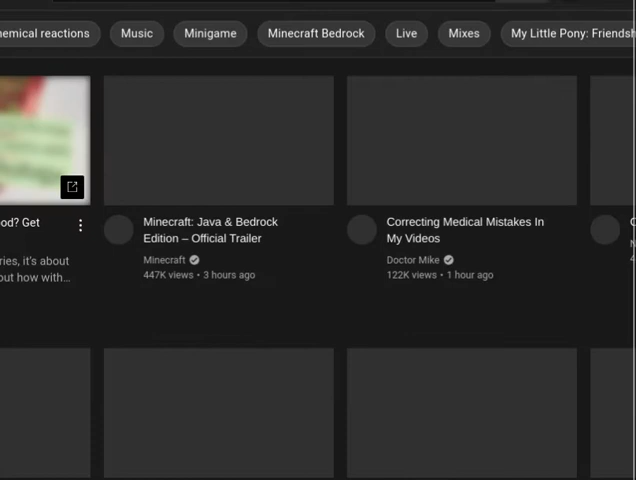 emical reactions
Music
Minigame
Minecraft Bedrock
Live
Mixes
My Little Pony: Friendsh
od? Get
ries, it's about
out how with...
Minecraft: Java & Bedrock
Edition – Official Trailer
Minecraft
447K views • 3 hours ago
Correcting Medical Mistakes In
My Videos
Doctor Mike
122K views • 1 hour ago